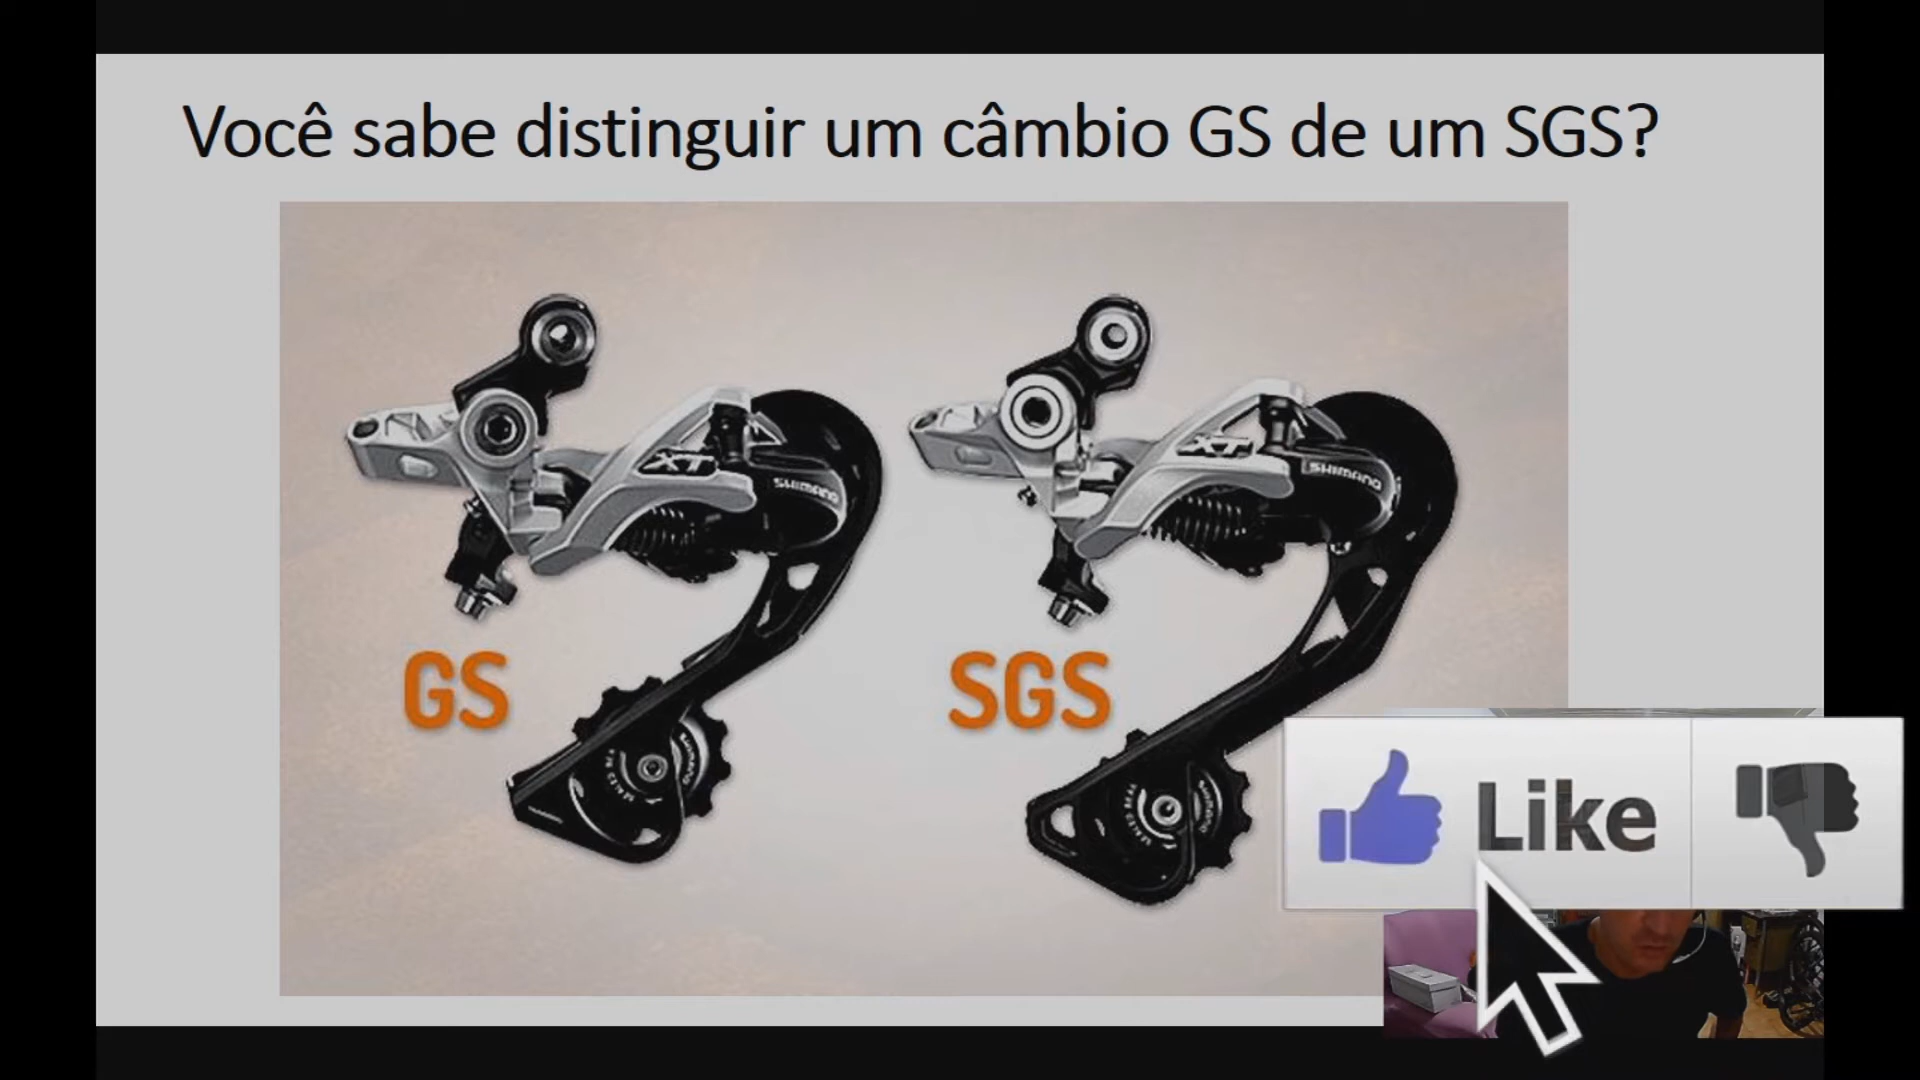 Você sabe distinguir um câmbio GS de um SGS?
XT
SHIMANO
XT
SHIMANO
GS
SGS
Like